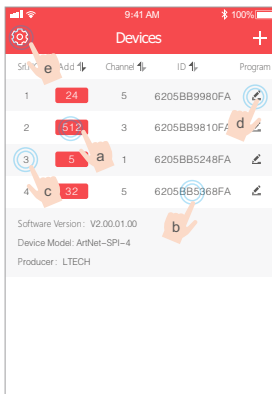 9:41 AM 100%
Devices
Add Channel ID Program
e
1 24 5 6205BB9980FA
d
2 512 3 6205BB9810FA
a
3 5 1 6205BB5248FA
c
4 32 5 6205BB5368FA
b
Software Version: V2.00.01.00
Device Model: ArtNet-SPI-4
Producer: LTECH